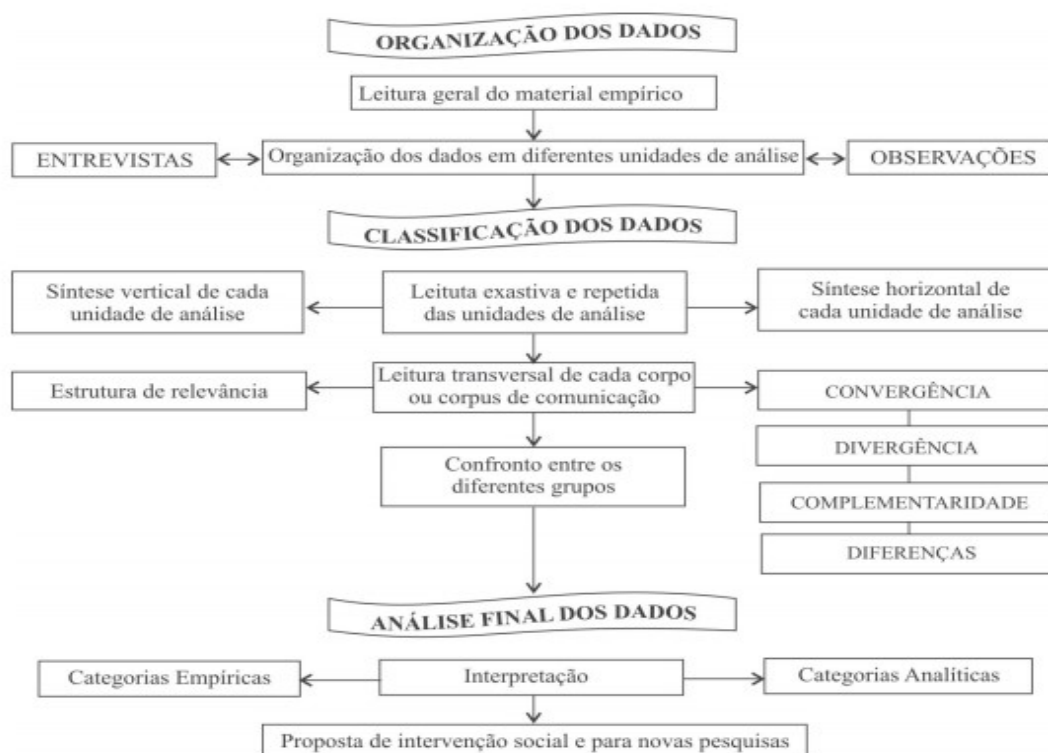 ORGANIZAÇÃO DOS DADOS
Leitura geral do material empírico
ENTREVISTAS
Organização dos dados em diferentes unidades de análise
OBSERVAÇÕES
CLASSIFICAÇÃO DOS DADOS
Síntese vertical de cada
unidade de análise
Leituta exastiva e repetida
das unidades de análise
Síntese horizontal de
cada unidade de análise
Estrutura de relevância
Leitura transversal de cada corpo
ou corpus de comunicação
CONVERGÊNCIA
DIVERGÊNCIA
COMPLEMENTARIDADE
DIFERENÇAS
Confronto entre os
diferentes grupos
ANÁLISE FINAL DOS DADOS
Categorias Empíricas
Interpretação
Categorias Analíticas
Proposta de intervenção social e para novas pesquisas